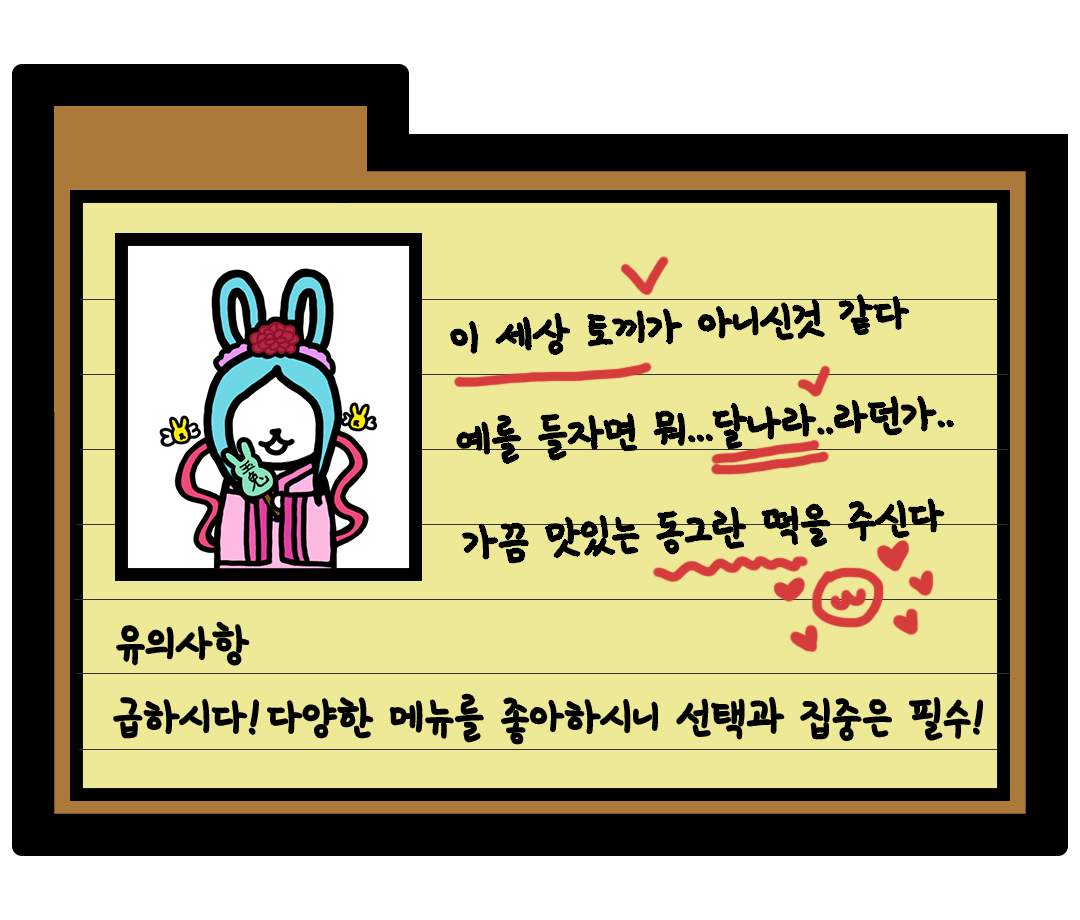 이 세상 토끼가 아니신것 같다
예를 들자면 뭐...달나라..라던가..
가끔 맛있는 동그란 떡을 주신다
유의사항
급하시다! 다양한 메뉴를 좋아하시니 선택과 집중은 필수!